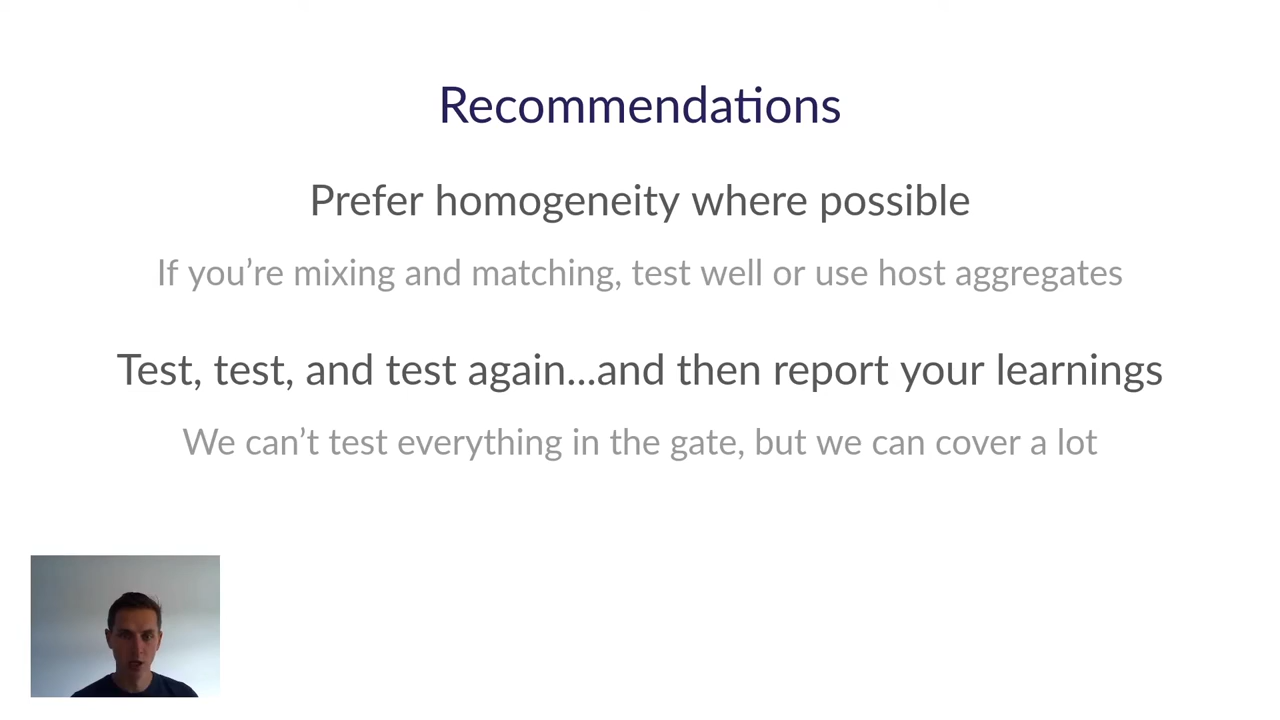 Recommendations
Prefer homogeneity where possible
If you’re mixing and matching, test well or use host aggregates
Test, test, and test again...and then report your learnings
We can’t test everything in the gate, but we can cover a lot